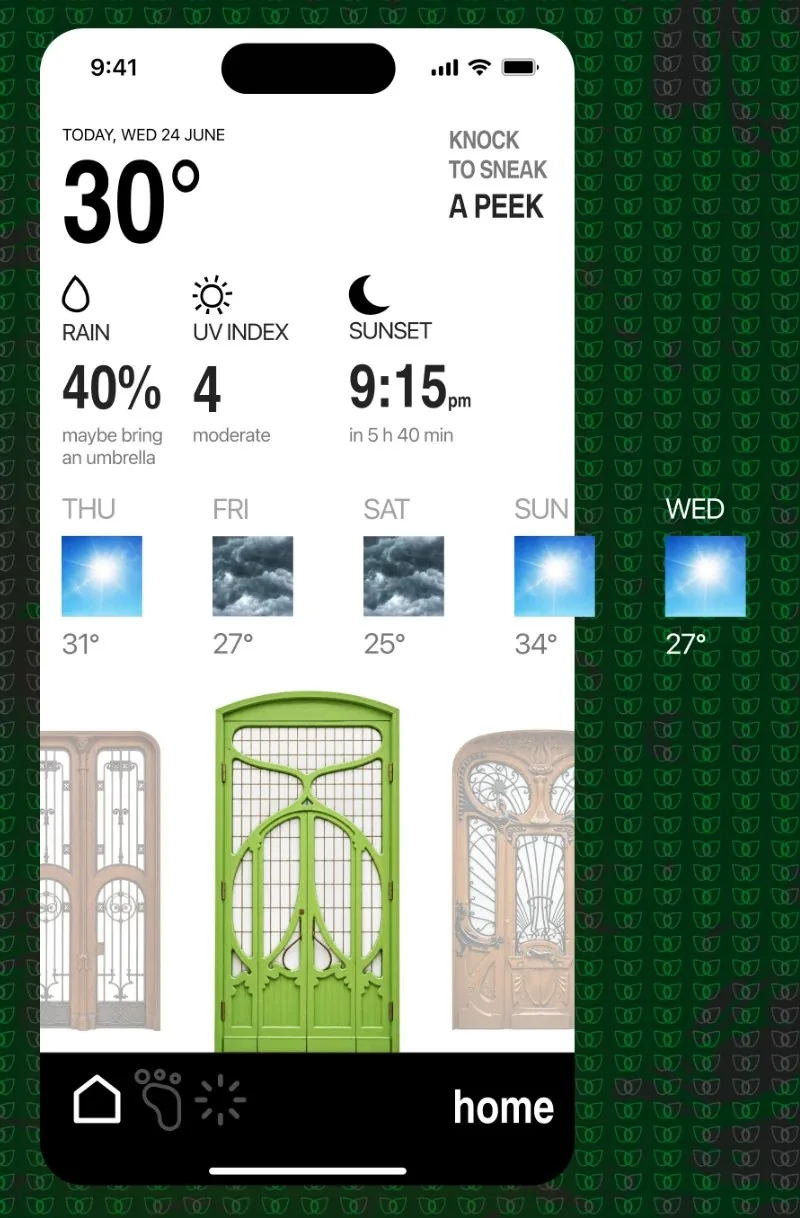 9:41
TODAY, WED 24 JUNE
30°
KNOCK
TO SNEAK
A PEEK
RAIN
40%
maybe bring
an umbrella
UV INDEX
4
moderate
SUNSET
9:15pm
in 5 h 40 min
THU FRI SAT SUN WED
31° 27° 25° 34° 27°
home